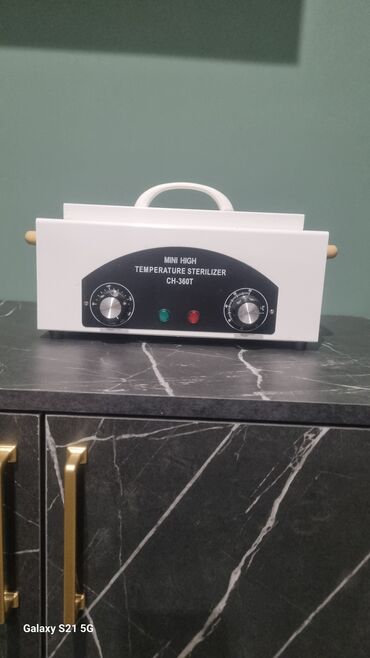 MINI HIGH
TEMPERATURE STERILIZER
CH-360T
Galaxy S21 5G